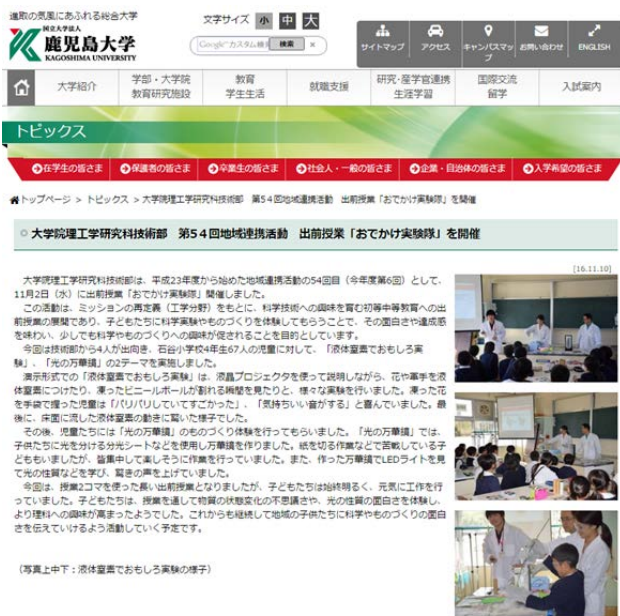 進取の気風にあふれる総合大学
国立大学法人
鹿児島大学
KAGOSHIMA UNIVERSITY
文字サイズ 小 中 大
Google カスタム検索 検索 ×
サイトマップ アクセス キャンパスマップ お問い合わせ ENGLISH
大学紹介 学部・大学院 教育研究施設 教育 学生生活 就職支援 研究・産学官連携 生涯学習 国際交流 留学 入試案内
トピックス
在学生の皆さま 保護者の皆さま 卒業生の皆さま 社会人・一般の皆さま 企業・自治体の皆さま 入学希望の皆さま
トップページ > トピックス > 大学院理工学研究科技術部 第54回地域連携活動 出前授業「おでかけ実験隊」を開催
大学院理工学研究科技術部 第54回地域連携活動 出前授業「おでかけ実験隊」を開催
[16.11.10]
大学院理工学研究科技術部は、平成23年度から始めた地域連携活動の54回目(今年度第6回)として、
11月2日(水)に出前授業「おでかけ実験隊」開催しました。
この活動は、ミッションの再定義(工学分野)をもとに、科学技術への興味を育む初等中等教育への出
前授業の展開であり、子どもたちに科学実験やものづくりを体験してもらうことで、その面白さや達成感
を味わい、少しでも科学やものづくりへの興味が促されることを目的としています。
今回は技術部から4人が出向き、石谷小学校4年生67人の児童に対して、「液体窒素でおもしろ実
験」、「光の万華鏡」の2テーマを実施しました。
演示形式での「液体窒素でおもしろ実験」は、液晶プロジェクタを使って説明しながら、花や軍手を液
体窒素につけたり、凍ったビニールボールが割れる瞬間を見たりと、様々な実験を行いました。凍った花
を手袋で握った児童は「パリパリしていてすごかった」、「気持ちいい音がする」と喜んでいました。最
後に、床面に流した液体窒素の動きに驚いた様子でした。
その後、児童たちには「光の万華鏡」のものづくり体験を行ってもらいました。「光の万華鏡」では、
子供たちに光を分ける分光シートなどを使用し万華鏡を作りました。紙を切る作業などで苦戦している子
どももいましたが、皆集中して楽しそうに作業を行っていました。また、作った万華鏡でLEDライトを見
て光の性質などを学び、驚きの声を上げていました。
今回は、授業2コマを使った長い出前授業となりましたが、子どもたちは始終明るく、元気に工作を行
っていました。子どもたちは、授業を通して物質の状態変化の不思議さや、光の性質の面白さを体験し、
より理科への興味が高まったようでした。これからも継続して地域の子供たちに科学やものづくりの面白
さを伝えていけるよう活動していく予定です。
(写真上中下:液体窒素でおもしろ実験の様子)